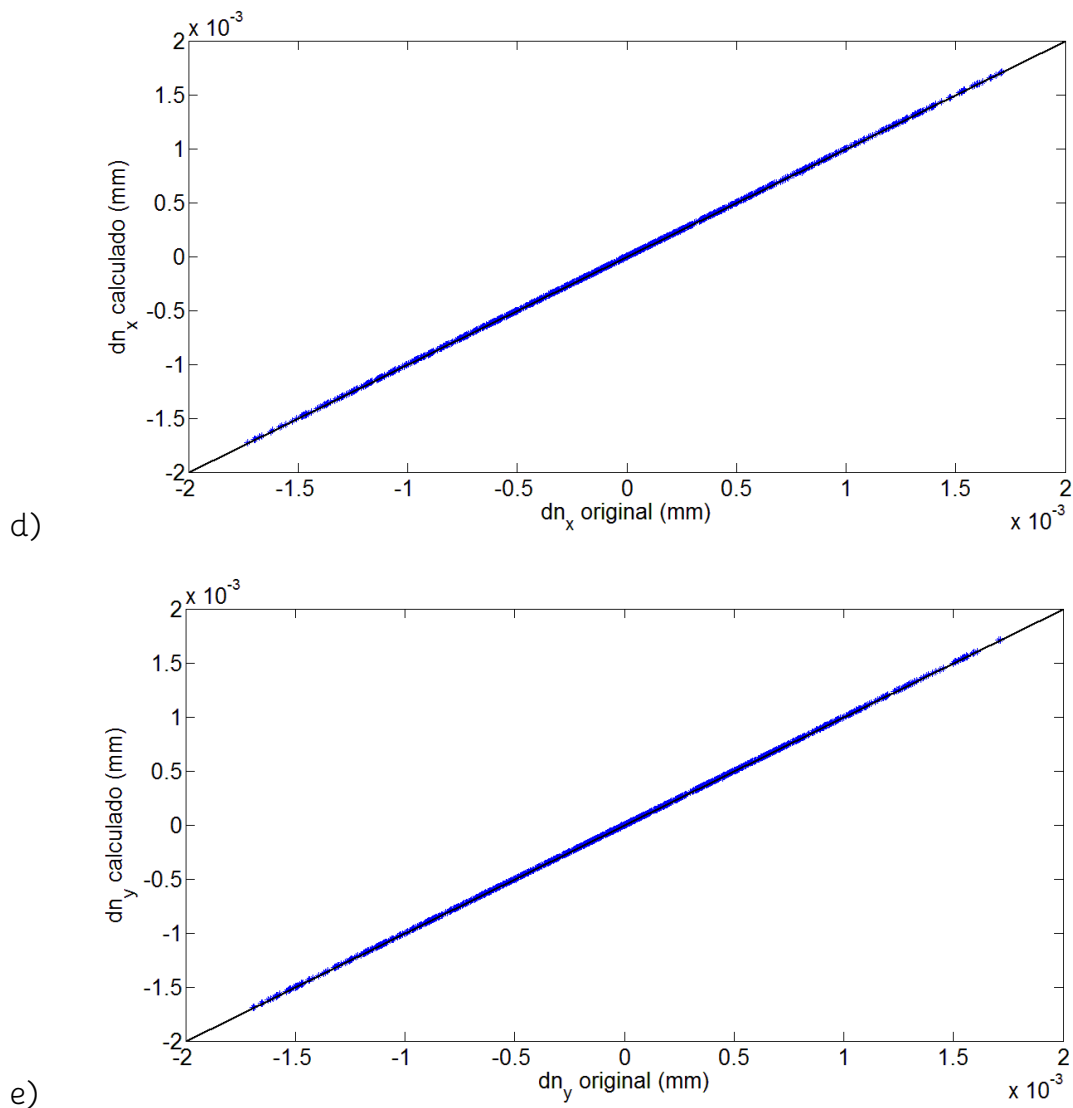 2 x 10^-3
1.5
1
0.5
0
-0.5
-1
-1.5
-2
dn_x calculado (mm)
-2 -1.5 -1 -0.5 0 0.5 1 1.5 2
dn_x original (mm)
x 10^-3
d)
2 x 10^-3
1.5
1
0.5
0
-0.5
-1
-1.5
-2
dn_y calculado (mm)
-2 -1.5 -1 -0.5 0 0.5 1 1.5 2
dn_y original (mm)
x 10^-3
e)